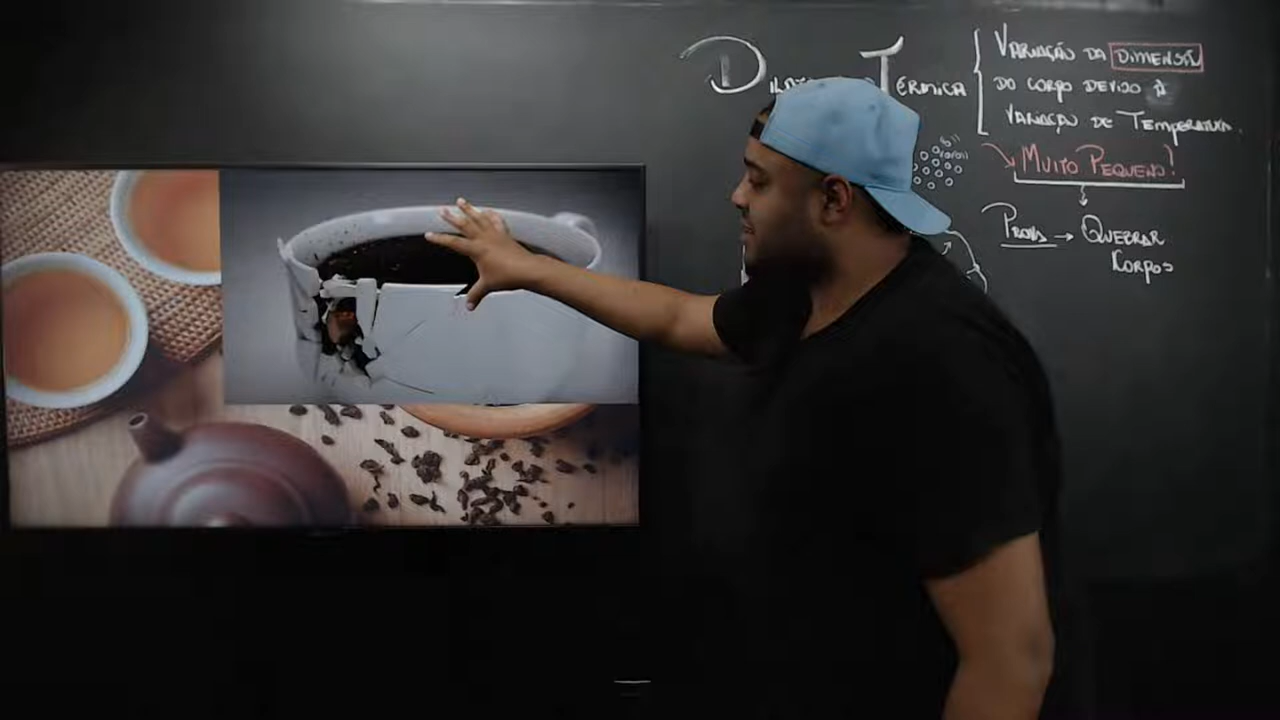 Térmica
Variação da Dimensão
do corpo devido à
Variação de Temperatura.
Muito Pequeno!
Prova → Quebrar
Corpos